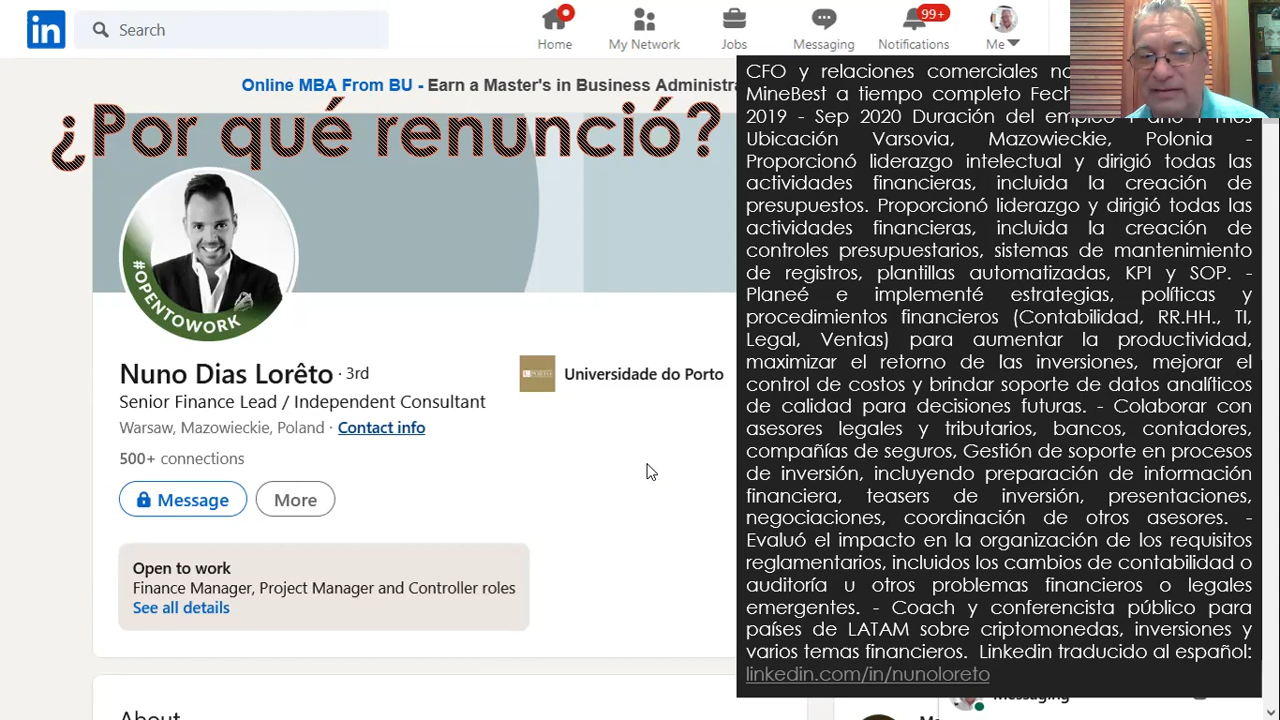 in
Search
Home
My Network
Jobs
Messaging
99+
Notifications
Me
Online MBA From BU - Earn a Master's in Business Administra
¿Por qué renunció?
#OPENTOWORK
Nuno Dias Lorêto · 3rd
Senior Finance Lead / Independent Consultant
Warsaw, Mazowieckie, Poland · Contact info
500+ connections
U.PORTO
Universidade do Porto
Message
More
Open to work
Finance Manager, Project Manager and Controller roles
See all details
About
CFO y relaciones comerciales
MineBest a tiempo completo
2019 - Sep 2020 Duración del
Ubicación Varsovia, Mazowieckie, Polonia -
Proporcionó liderazgo intelectual y dirigió todas las
actividades financieras, incluida la creación de
presupuestos. Proporcionó liderazgo y dirigió todas las
actividades financieras, incluida la creación de
controles presupuestarios, sistemas de mantenimiento
de registros, plantillas automatizadas, KPI y SOP. -
Planeé e implementé estrategias, políticas y
procedimientos financieros (Contabilidad, RR.HH., TI,
Legal, Ventas) para aumentar la productividad,
maximizar el retorno de las inversiones, mejorar el
control de costos y brindar soporte de datos analíticos
de calidad para decisiones futuras. - Colaborar con
asesores legales y tributarios, bancos, contadores,
compañías de seguros, Gestión de soporte en procesos
de inversión, incluyendo preparación de información
financiera, teasers de inversión, presentaciones,
negociaciones, coordinación de otros asesores. -
Evaluó el impacto en la organización de los requisitos
reglamentarios, incluidos los cambios de contabilidad o
auditoría u otros problemas financieros o legales
emergentes. - Coach y conferencista público para
países de LATAM sobre criptomonedas, inversiones y
varios temas financieros. Linkedin traducido al español:
linkedin.com/in/nunoloreto
Messaging